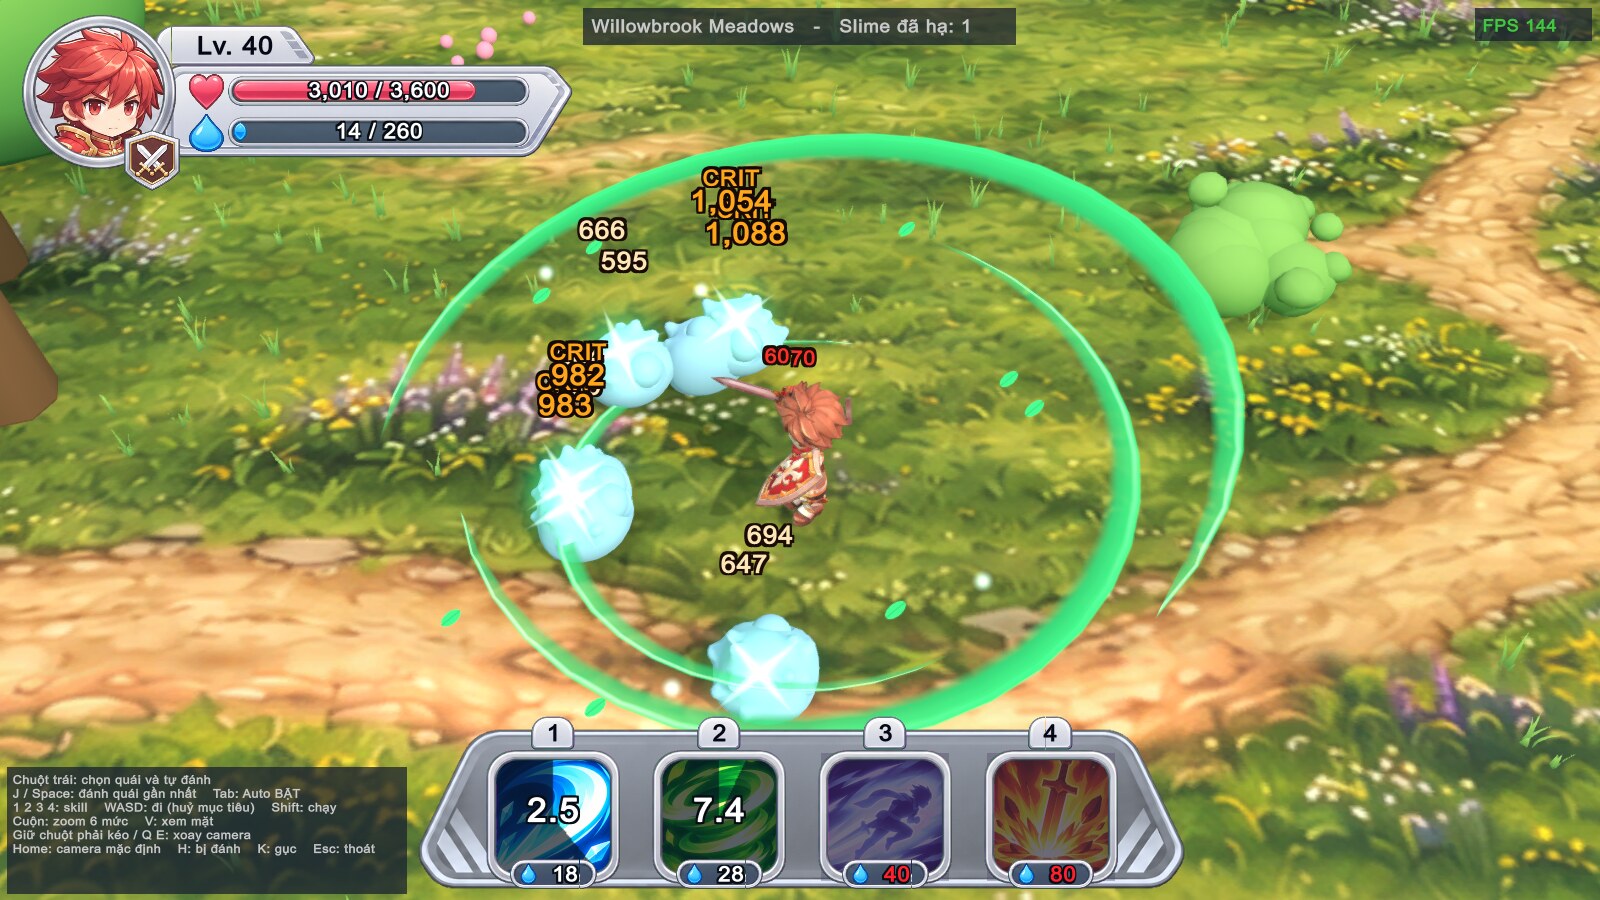 Willowbrook Meadows - Slime đã hạ: 1
FPS 144
Lv. 40
3,010 / 3,600
14 / 260
CRIT
1,054
1,088
666
595
CRIT
982
983
6070
694
647
1
2
3
4
2.5
7.4
18
28
40
80
Chuột trái: chọn quái và tự đánh
J / Space: đánh quái gần nhất Tab: Auto BẬT
1 2 3 4: skill WASD: đi (huỷ mục tiêu) Shift: chạy
Cuộn: zoom 6 mức V: xem mặt
Giữ chuột phải kéo / Q E: xoay camera
Home: camera mặc định H: bị đánh K: gục Esc: thoát